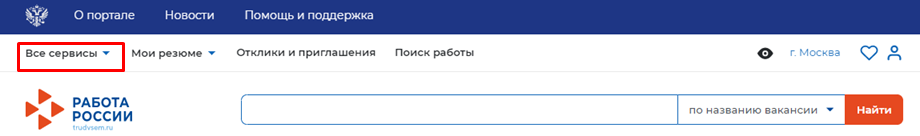 О портале Новости Помощь и поддержка
Все сервисы Мои резюме Отклики и приглашения Поиск работы г. Москва
РАБОТА
РОССИИ
trudvsem.ru
по названию вакансии Найти